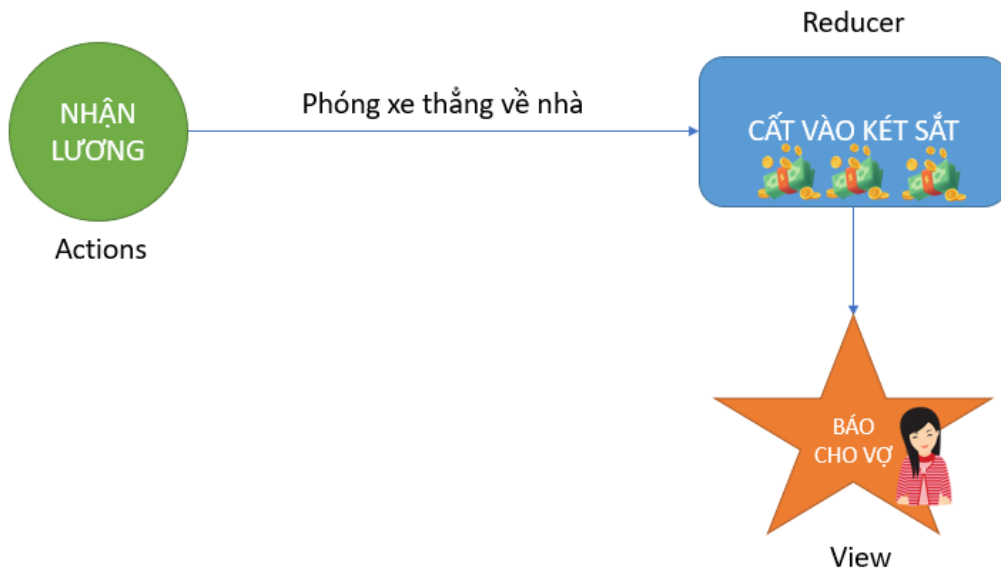 Reducer
NHẬN
LƯƠNG
Phóng xe thẳng về nhà
CẤT VÀO KÉT SẮT
Actions
BÁO
CHO VỢ
View